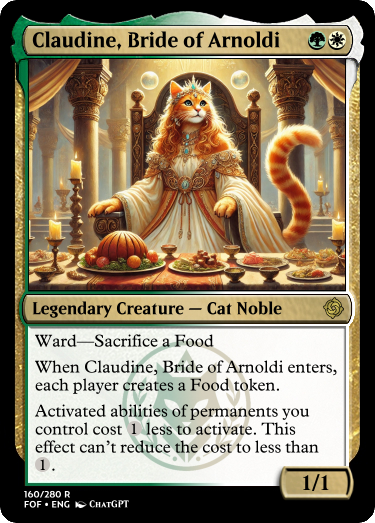 Claudine, Bride of Arnoldi
Legendary Creature — Cat Noble
Ward—Sacrifice a Food
When Claudine, Bride of Arnoldi enters,
each player creates a Food token.
Activated abilities of permanents you
control cost 1 less to activate. This
effect can't reduce the cost to less than
1.
1/1
160/280 R
FOF • ENG ChatGPT